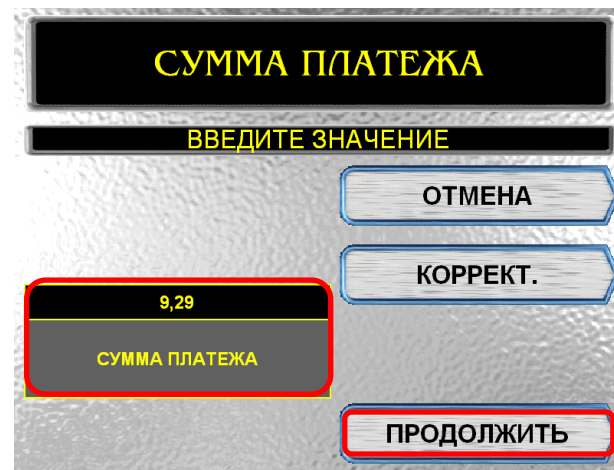 СУММА ПЛАТЕЖА
ВВЕДИТЕ ЗНАЧЕНИЕ
ОТМЕНА
КОРРЕКТ.
9,29
СУММА ПЛАТЕЖА
ПРОДОЛЖИТЬ